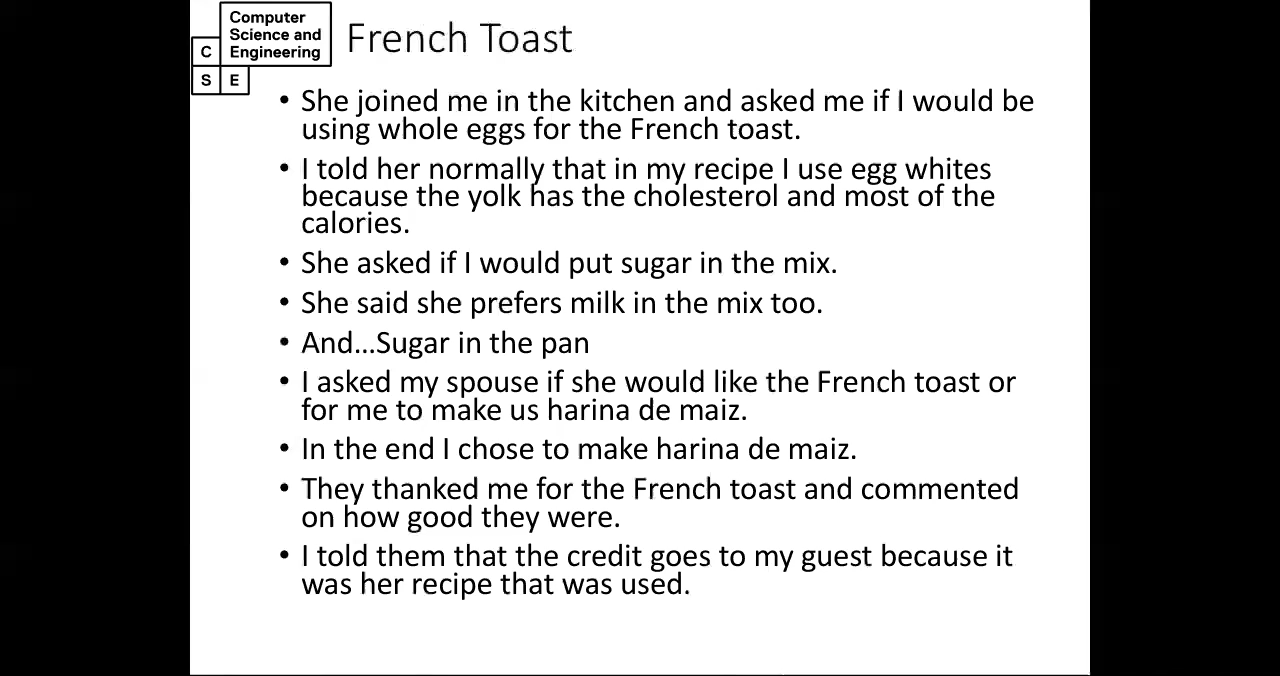 Computer
Science and
Engineering
C
S E
French Toast
• She joined me in the kitchen and asked me if I would be
using whole eggs for the French toast.
• I told her normally that in my recipe I use egg whites
because the yolk has the cholesterol and most of the
calories.
• She asked if I would put sugar in the mix.
• She said she prefers milk in the mix too.
• And...Sugar in the pan
• I asked my spouse if she would like the French toast or
for me to make us harina de maiz.
• In the end I chose to make harina de maiz.
• They thanked me for the French toast and commented
on how good they were.
• I told them that the credit goes to my guest because it
was her recipe that was used.